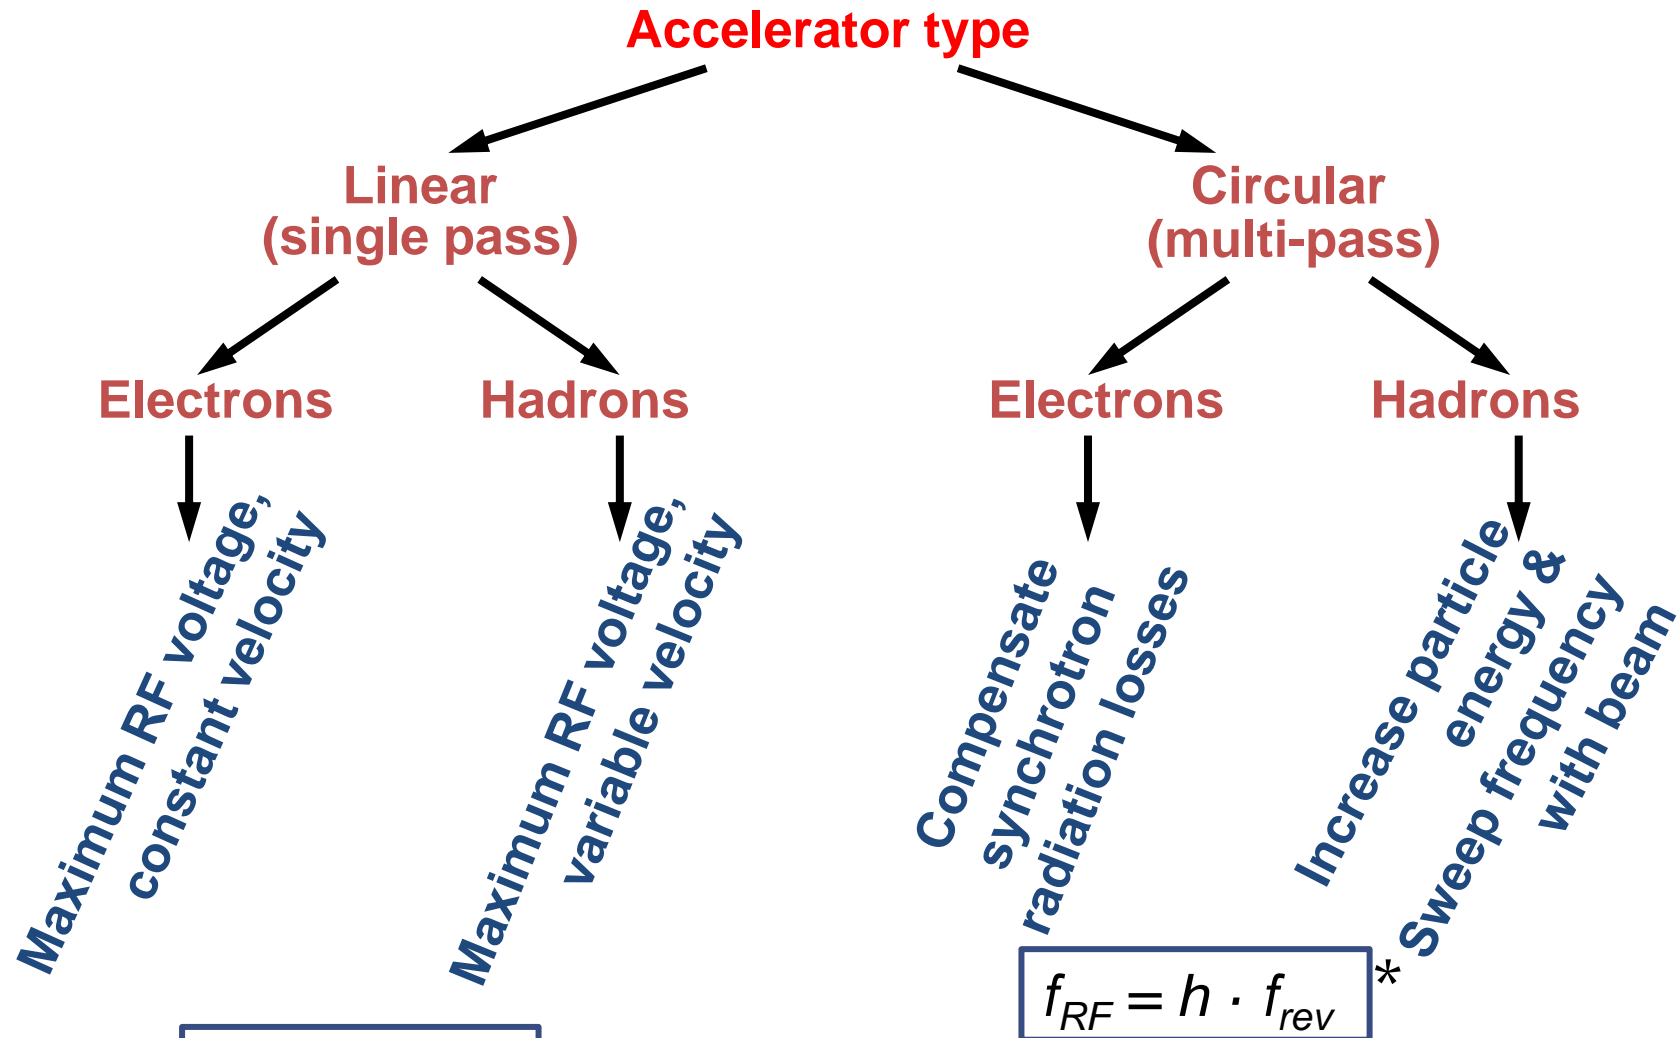 Accelerator type
Linear
(single pass)
Circular
(multi-pass)
Electrons
Hadrons
Electrons
Hadrons
Maximum RF voltage,
constant velocity
Maximum RF voltage,
variable velocity
Compensate
synchrotron
radiation losses
Increase particle
energy &
Sweep frequency
with beam
f_RF = h · f_rev *